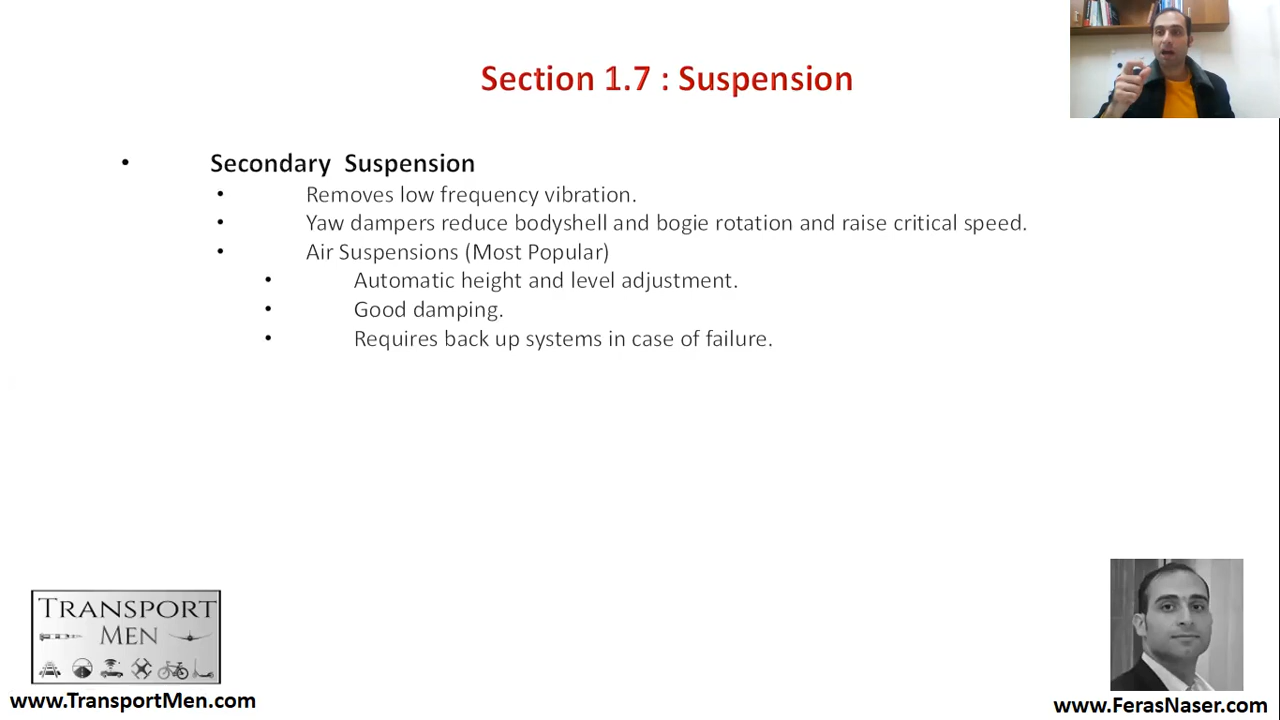 Section 1.7 : Suspension
• Secondary Suspension
• Removes low frequency vibration.
• Yaw dampers reduce bodyshell and bogie rotation and raise critical speed.
• Air Suspensions (Most Popular)
• Automatic height and level adjustment.
• Good damping.
• Requires back up systems in case of failure.
TRANSPORT
MEN
www.TransportMen.com
www.FerasNaser.com